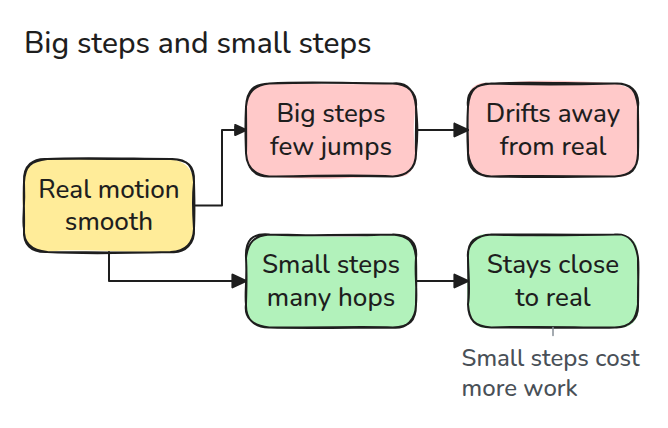 Big steps and small steps
Big steps
few jumps
Drifts away
from real
Real motion
smooth
Small steps
many hops
Stays close
to real
Small steps cost
more work